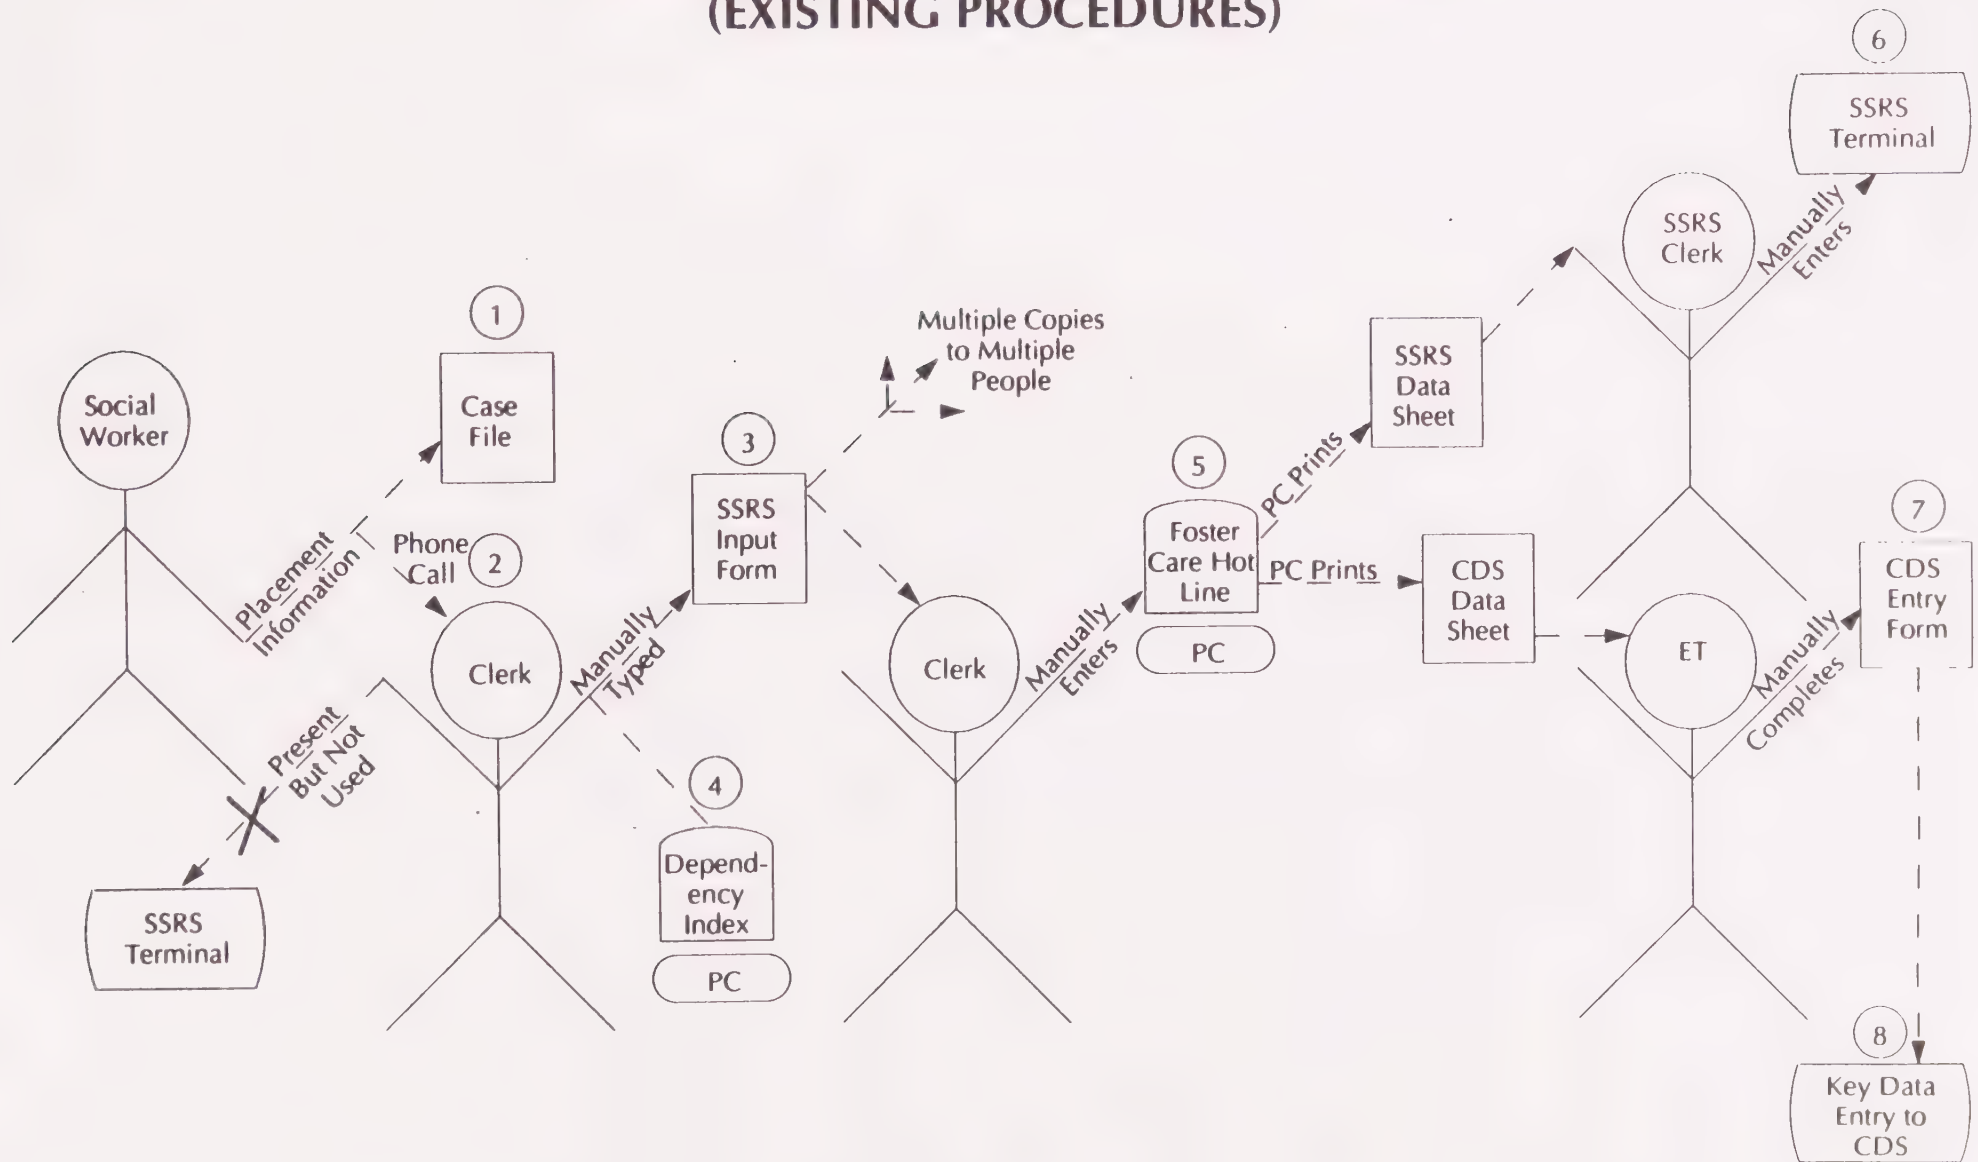 (EXISTING PROCEDURES)
6
SSRS
Terminal
SSRS
Clerk
Manually
Enters
1
Case
File
Social
Worker
Placement
Information
Phone
Call
2
Clerk
Present
But Not
Used
SSRS
Terminal
Manually
Typed
3
SSRS
Input
Form
Multiple Copies
to Multiple
People
4
Depend-
ency
Index
PC
Clerk
Manually
Enters
5
Foster
Care Hot
Line
PC
PC Prints
SSRS
Data
Sheet
PC Prints
CDS
Data
Sheet
ET
Manually
Completes
7
CDS
Entry
Form
8
Key Data
Entry to
CDS